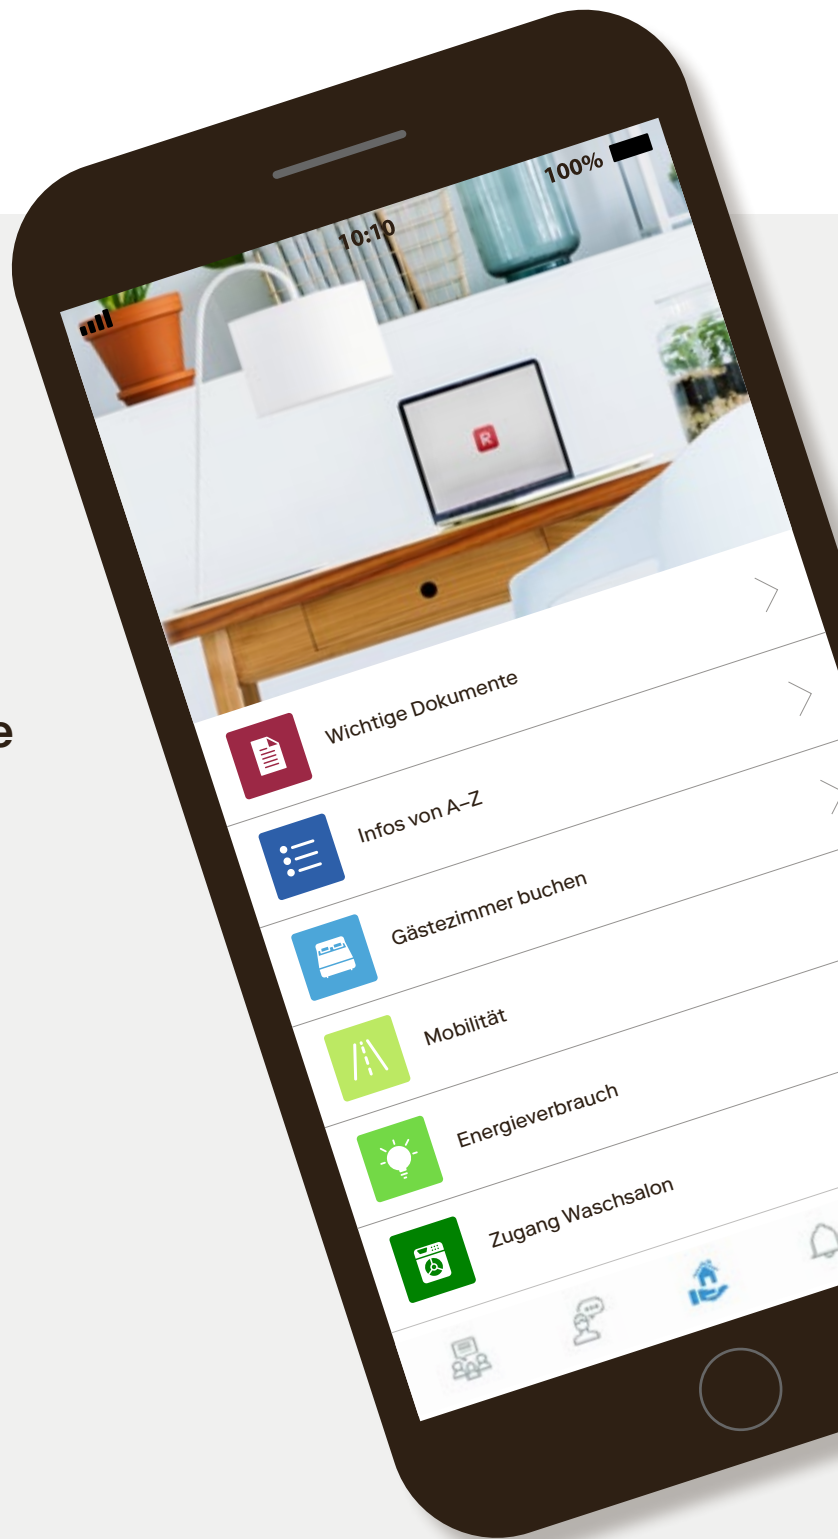 100%
10:10
R
Wichtige Dokumente
e
Infos von A–Z
Gästezimmer buchen
Mobilität
Energieverbrauch
Zugang Waschsalon